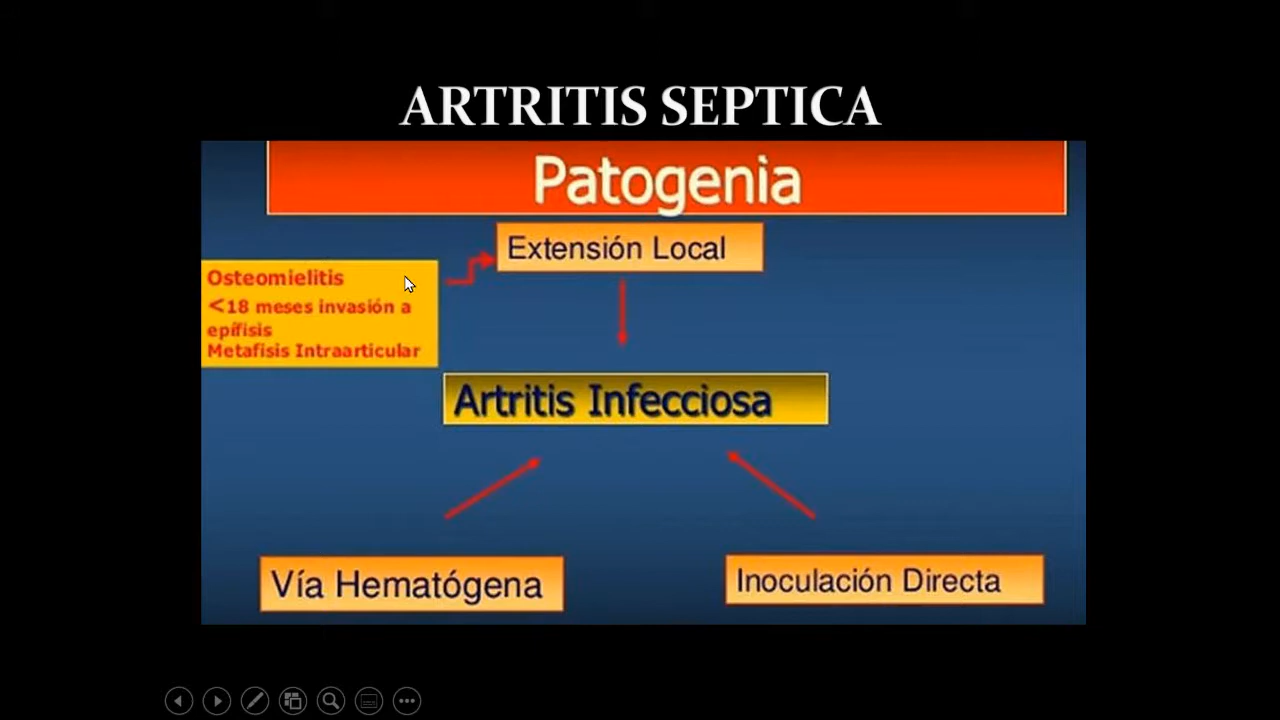 ARTRITIS SEPTICA
Patogenia
Extensión Local
Osteomielitis
<18 meses invasión a
epífisis
Metafisis Intraarticular
Artritis Infecciosa
Vía Hematógena
Inoculación Directa